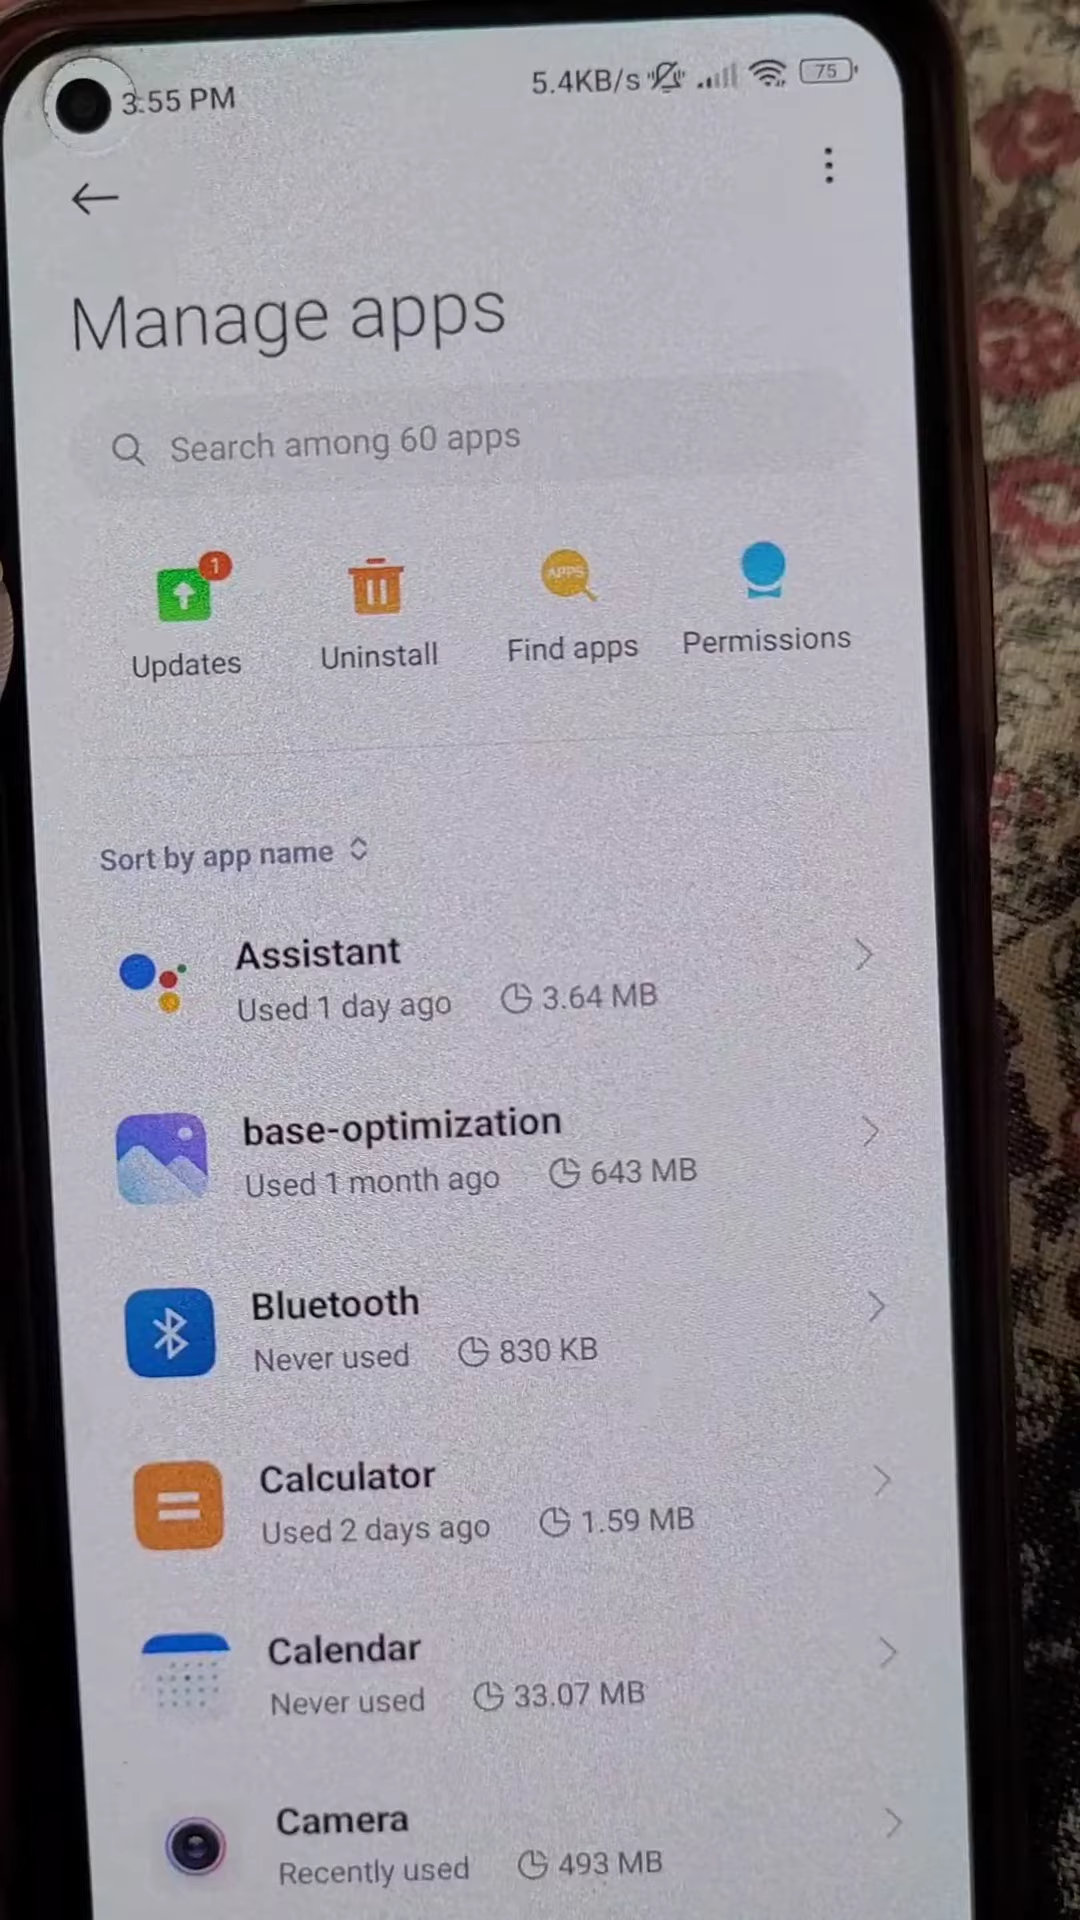 3:55 PM
5.4KB/s
75
Manage apps
Search among 60 apps
1
APPS
Updates
Uninstall
Find apps
Permissions
Sort by app name
Assistant
Used 1 day ago
3.64 MB
base-optimization
Used 1 month ago
643 MB
Bluetooth
Never used
830 KB
Calculator
Used 2 days ago
1.59 MB
Calendar
Never used
33.07 MB
Camera
Recently used
493 MB